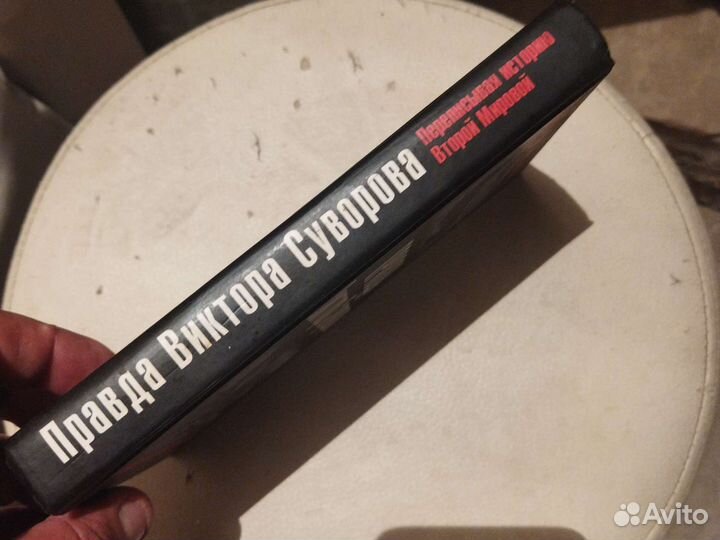 Правда Виктора Суворова
Переписывая историю
Второй Мировой
Avito